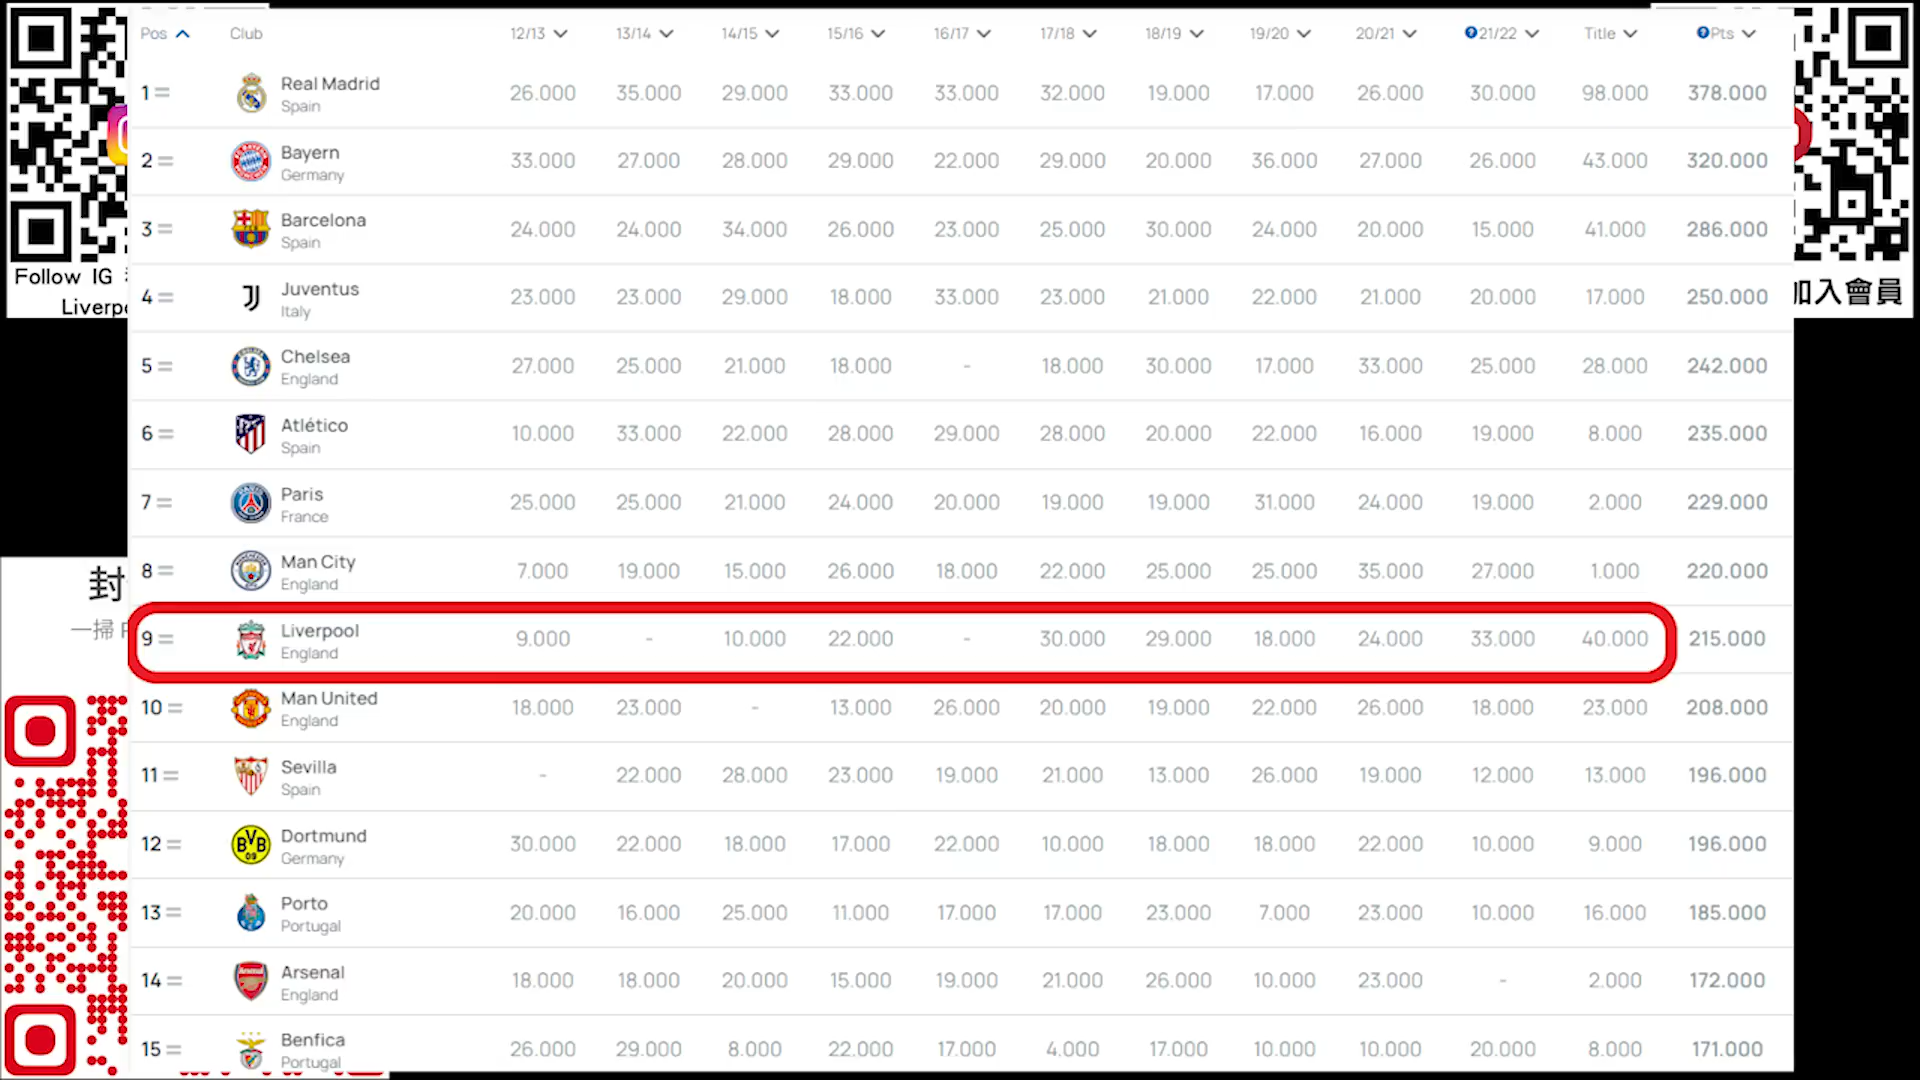 Pos Club 12/13 13/14 14/15 15/16 16/17 17/18 18/19 19/20 20/21 21/22 Title Pts
1 Real Madrid Spain 26.000 35.000 29.000 33.000 33.000 32.000 19.000 17.000 26.000 30.000 98.000 378.000
2 Bayern Germany 33.000 27.000 28.000 29.000 22.000 29.000 20.000 36.000 27.000 26.000 43.000 320.000
3 Barcelona Spain 24.000 24.000 34.000 26.000 23.000 25.000 30.000 24.000 20.000 15.000 41.000 286.000
4 Juventus Italy 23.000 23.000 29.000 18.000 33.000 23.000 21.000 22.000 21.000 20.000 17.000 250.000
5 Chelsea England 27.000 25.000 21.000 18.000 - 18.000 30.000 17.000 33.000 25.000 28.000 242.000
6 Atlético Spain 10.000 33.000 22.000 28.000 29.000 28.000 20.000 22.000 16.000 19.000 8.000 235.000
7 Paris France 25.000 25.000 21.000 24.000 20.000 19.000 19.000 31.000 24.000 19.000 2.000 229.000
8 Man City England 7.000 19.000 15.000 26.000 18.000 22.000 25.000 25.000 35.000 27.000 1.000 220.000
9 Liverpool England 9.000 - 10.000 22.000 - 30.000 29.000 18.000 24.000 33.000 40.000 215.000
10 Man United England 18.000 23.000 - 13.000 26.000 20.000 19.000 22.000 26.000 18.000 23.000 208.000
11 Sevilla Spain - 22.000 28.000 23.000 19.000 21.000 13.000 26.000 19.000 12.000 13.000 196.000
12 Dortmund Germany 30.000 22.000 18.000 17.000 22.000 10.000 18.000 18.000 22.000 10.000 9.000 196.000
13 Porto Portugal 20.000 16.000 25.000 11.000 17.000 17.000 23.000 7.000 23.000 10.000 16.000 185.000
14 Arsenal England 18.000 18.000 20.000 15.000 19.000 21.000 26.000 10.000 23.000 - 2.000 172.000
15 Benfica Portugal 26.000 29.000 8.000 22.000 17.000 4.000 17.000 10.000 10.000 20.000 8.000 171.000
Follow IG
Liverp
加入會員
封
一掃